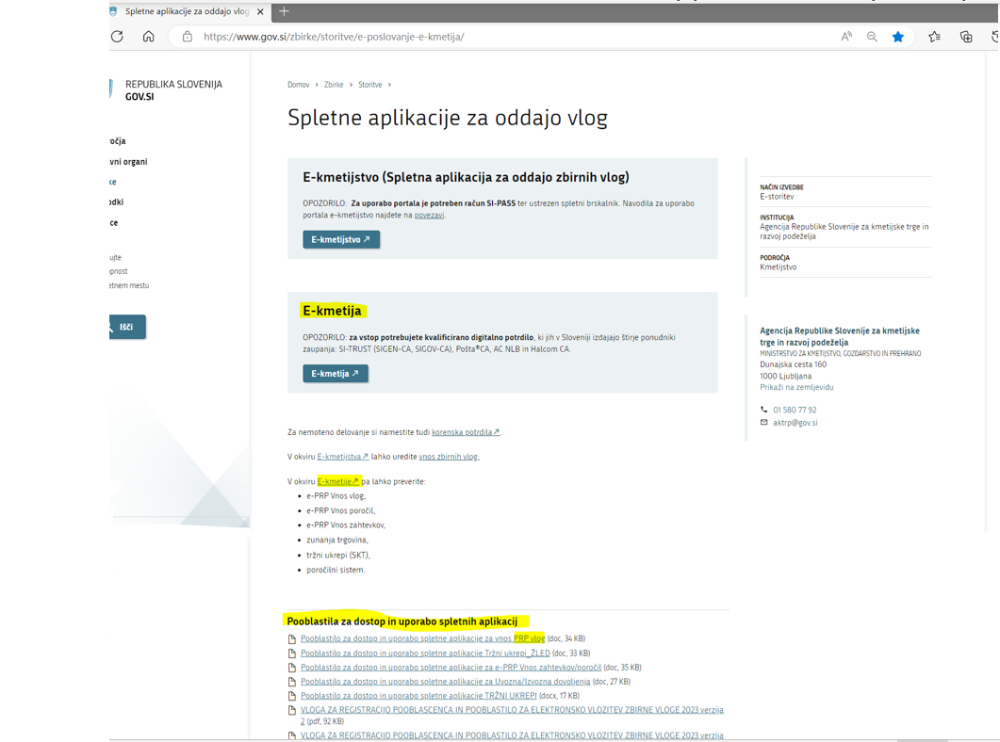 Spletne aplikacije za oddajo vlog
https://www.gov.si/zbirke/storitve/e-poslovanje-e-kmetija/
REPUBLIKA SLOVENIJA
GOV.SI
ročja
vni organi
ke
odki
ce
ujte
opnost
etnem mestu
Išči
Domov > Zbirke > Storitve >
Spletne aplikacije za oddajo vlog
E-kmetijstvo (Spletna aplikacija za oddajo zbirnih vlog)
OPOZORILO: Za uporabo portala je potreben račun SI-PASS ter ustrezen spletni brskalnik. Navodila za uporabo
portala e-kmetijstvo najdete na povezavi.
E-kmetijstvo
E-kmetija
OPOZORILO: za vstop potrebujete kvalificirano digitalno potrdilo, ki jih v Sloveniji izdajajo štirje ponudniki
zaupanja: SI-TRUST (SIGEN-CA, SIGOV-CA), Pošta®CA, AC NLB in Halcom CA.
E-kmetija
Za nemoteno delovanje si namestite tudi korenska potrdila.
V okviru E-kmetijstva lahko uredite vnos zbirnih vlog.
V okviru E-kmetije pa lahko preverite:
• e-PRP Vnos vlog,
• e-PRP Vnos poročil,
• e-PRP Vnos zahtevkov,
• zunanja trgovina,
• tržni ukrepi (SKT),
• poročilni sistem.
Pooblastila za dostop in uporabo spletnih aplikacij
Pooblastilo za dostop in uporabo spletne aplikacije za vnos PRP vlog (doc, 34 KB)
Pooblastilo za dostop in uporabo spletne aplikacije Tržni ukrepi_ŽLED (doc, 33 KB)
Pooblastilo za dostop in uporabo spletne aplikacije za e-PRP Vnos zahtevkov/poročil (doc, 35 KB)
Pooblastilo za dostop in uporabo spletne aplikacije za Uvozna/Izvozna dovoljenja (doc, 27 KB)
Pooblastilo za dostop in uporabo spletne aplikacije TRŽNI UKREPI (docx, 17 KB)
VLOGA ZA REGISTRACIJO POOBLASCENCA IN POOBLASTILO ZA ELEKTRONSKO VLOZITEV ZBIRNE VLOGE 2023 verzija
2 (pdf, 92 KB)
VLOGA ZA REGISTRACIJO POOBLASCENCA IN POOBLASTILO ZA ELEKTRONSKO VLOZITEV ZBIRNE VLOGE 2023 verzija
NAČIN IZVEDBE
E-storitev
INSTITUCIJA
Agencija Republike Slovenije za kmetijske trge in
razvoj podeželja
PODROČJA
Kmetijstvo
Agencija Republike Slovenije za kmetijske
trge in razvoj podeželja
MINISTRSTVO ZA KMETIJSTVO, GOZDARSTVO IN PREHRANO
Dunajska cesta 160
1000 Ljubljana
Prikaži na zemljevidu
01 580 77 92
aktrp@gov.si